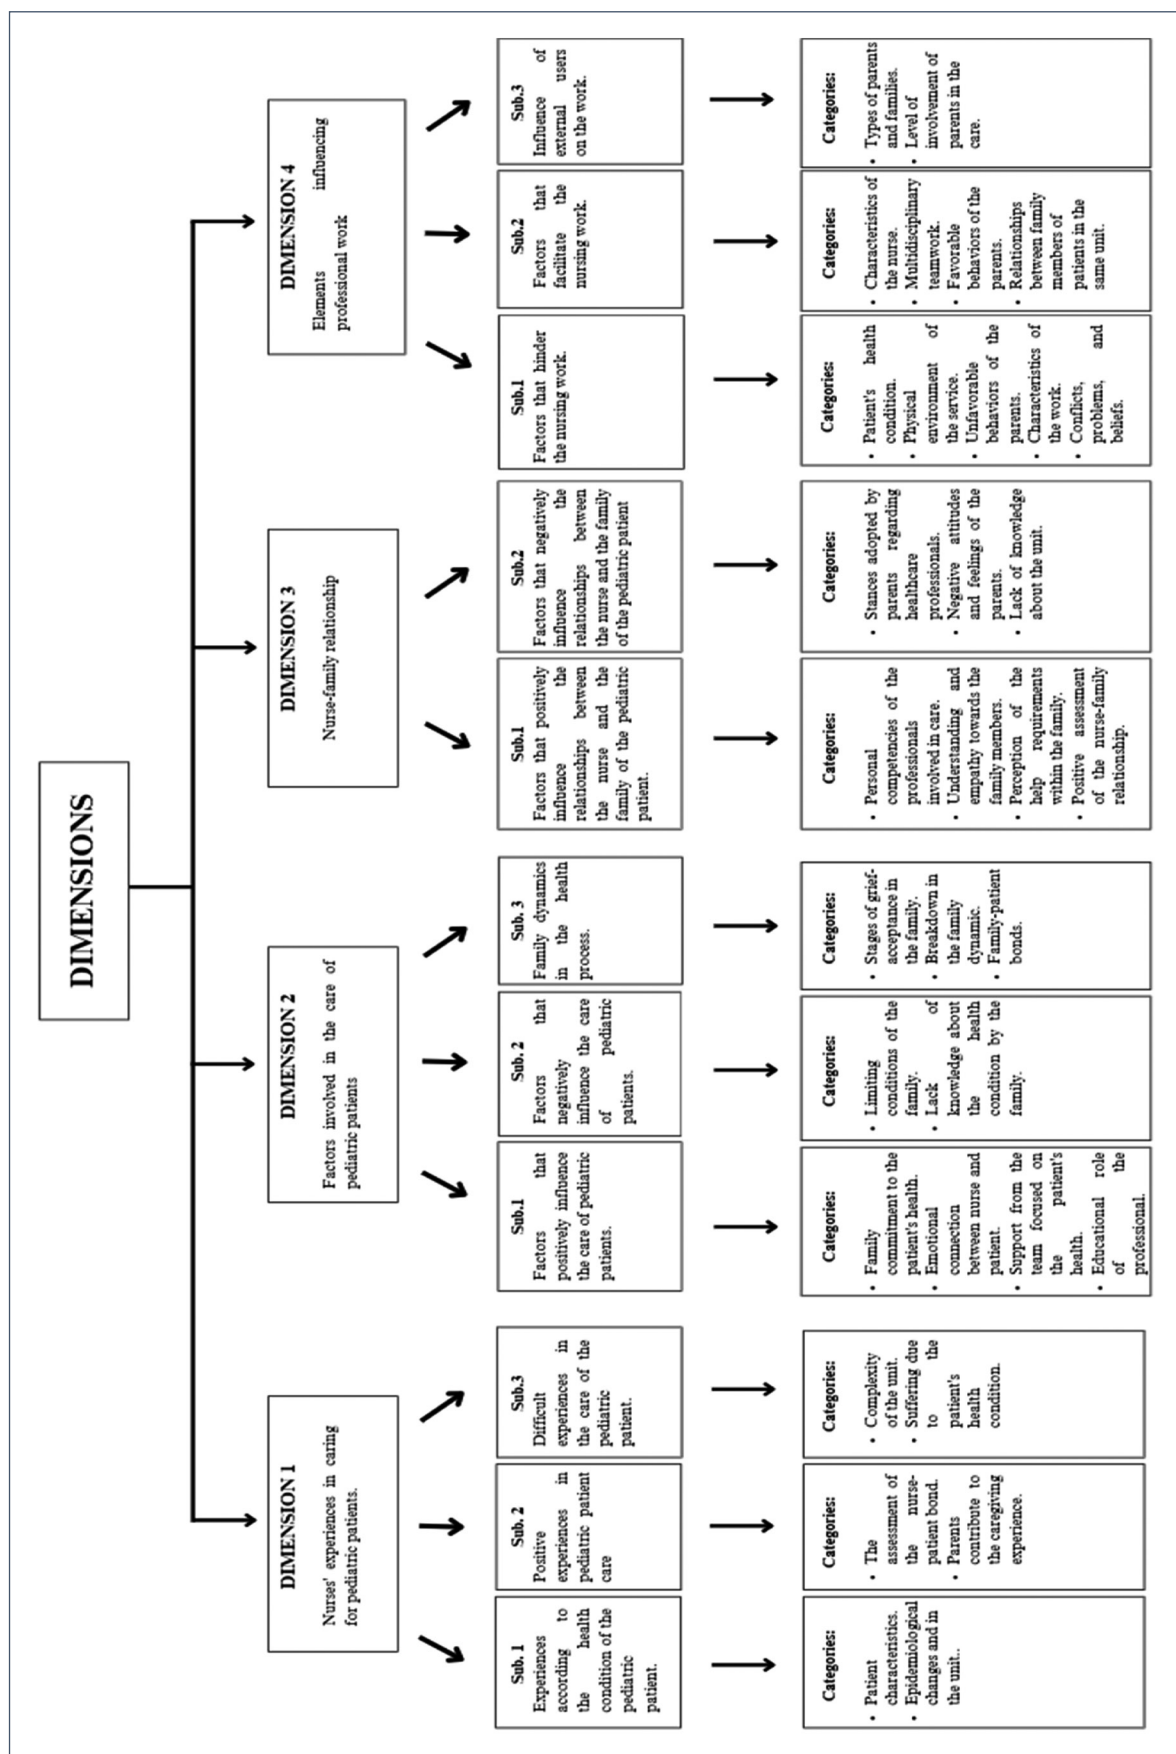 DIMENSIONS
DIMENSION 1
Nurses' experiences in caring
for pediatric patients.
Sub. 1
Experiences
according to
the health
condition of the
pediatric
patient.
Categories:
• Patient
characteristics.
• Epidemiological
changes and in
the unit..
Sub. 2
Positive
experiences in
pediatric patient
care
Categories:
• The
assessment of
the nurse-
patient bond.
• Parents
contribute to
the caregiving
experience.
Sub.3
Difficult
experiences in
the care of the
pediatric
patient.
Categories:
• Complexity
of the unit.
• Suffering due
to the
patient's
health
condition.
DIMENSION 2
Factors involved in the care of
pediatric patients
Sub.1
Factors that
positively influence
the care of pediatric
patients.
Categories:
• Family
commitment to the
patient's health.
• Emotional
connection
between nurse and
patient.
• Support from the
team focused on
the patient's
health.
• Educational role
of the
professional.
Sub. 2
Factors that
negatively
influence the care
of pediatric
patients.
Categories:
• Limiting
conditions of the
family.
• Lack of
knowledge about
the health
condition by the
family.
Sub. 3
Family dynamics
in the health
process.
Categories:
• Stages of grief-
acceptance in
the family.
• Breakdown in
the family
dynamic.
• Family-patient
bonds.
DIMENSION 3
Nurse-family relationship
Sub.1
Factors that positively
influence the
relationships between
the nurse and the
family of the pediatric
patient.
Categories:
• Personal
competencies of the
professionals
involved in care.
• Understanding and
empathy towards the
family members.
• Perception of the
help requirements
within the family.
• Positive assessment
of the nurse-family
relationship.
Sub.2
Factors that negatively
influence the
relationships between
the nurse and the family
of the pediatric patient
Categories:
• Stances adopted by
parents regarding
healthcare
professionals.
• Negative attitudes
and feelings of the
parents.
• Lack of knowledge
about the unit.
DIMENSION 4
Elements influencing
professional work
Sub.1
Factors that hinder
the nursing work.
Categories:
• Patient's health
condition.
• Physical
environment of
the service.
• Unfavorable
behaviors of the
parents.
• Characteristics of
the work.
• Conflicts,
problems, and
beliefs.
Sub.2
Factors that
facilitate the
nursing work.
Categories:
• Characteristics of
the nurse.
• Multidisciplinary
teamwork.
• Favorable
behaviors of the
parents.
• Relationships
between family
members of
patients in the
same unit.
Sub.3
Influence of
external users
on the work.
Categories:
• Types of parents
and families.
• Level of
involvement of
parents in the
care.